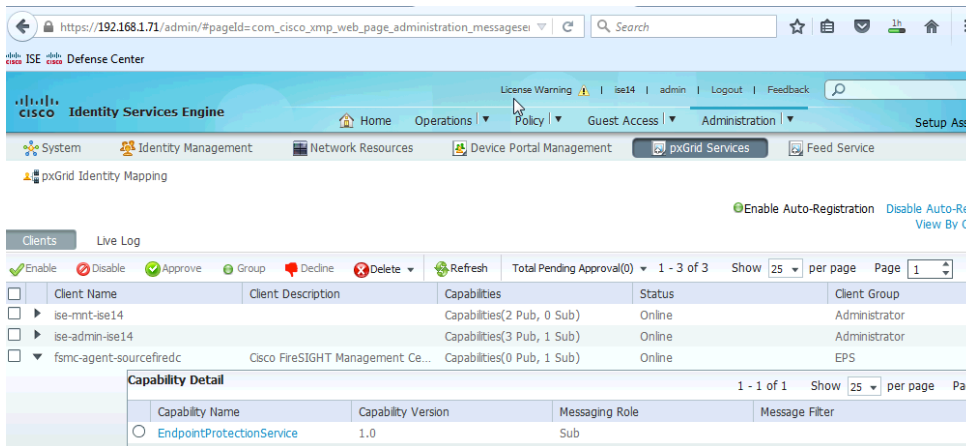 https://192.168.1.71/admin/#pageId=com_cisco_xmp_web_page_administration_messageser
Search
1h
ISE Defense Center
License Warning | ise14 | admin | Logout | Feedback
CISCO Identity Services Engine
Home Operations | Policy | Guest Access | Administration | Setup Ass
System Identity Management Network Resources Device Portal Management pxGrid Services Feed Service
pxGrid Identity Mapping
Enable Auto-Registration Disable Auto-Re
View By C
Clients Live Log
Enable Disable Approve Group Decline Delete Refresh Total Pending Approval(0) 1 - 3 of 3 Show 25 per page Page 1
Client Name Client Description Capabilities Status Client Group
ise-mnt-ise14 Capabilities(2 Pub, 0 Sub) Online Administrator
ise-admin-ise14 Capabilities(3 Pub, 1 Sub) Online Administrator
fsmc-agent-sourcefiredc Cisco FireSIGHT Management Ce... Capabilities(0 Pub, 1 Sub) Online EPS
Capability Detail 1 - 1 of 1 Show 25 per page Pa
Capability Name Capability Version Messaging Role Message Filter
EndpointProtectionService 1.0 Sub